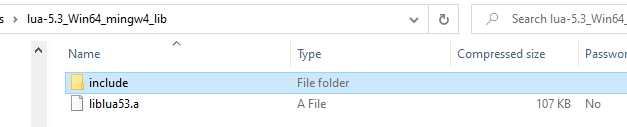 s > lua-5.3_Win64_mingw4_lib
Search lua-5.3_Win64_
Name Type Compressed size Passwo
include File folder
liblua53.a A File 107 KB No